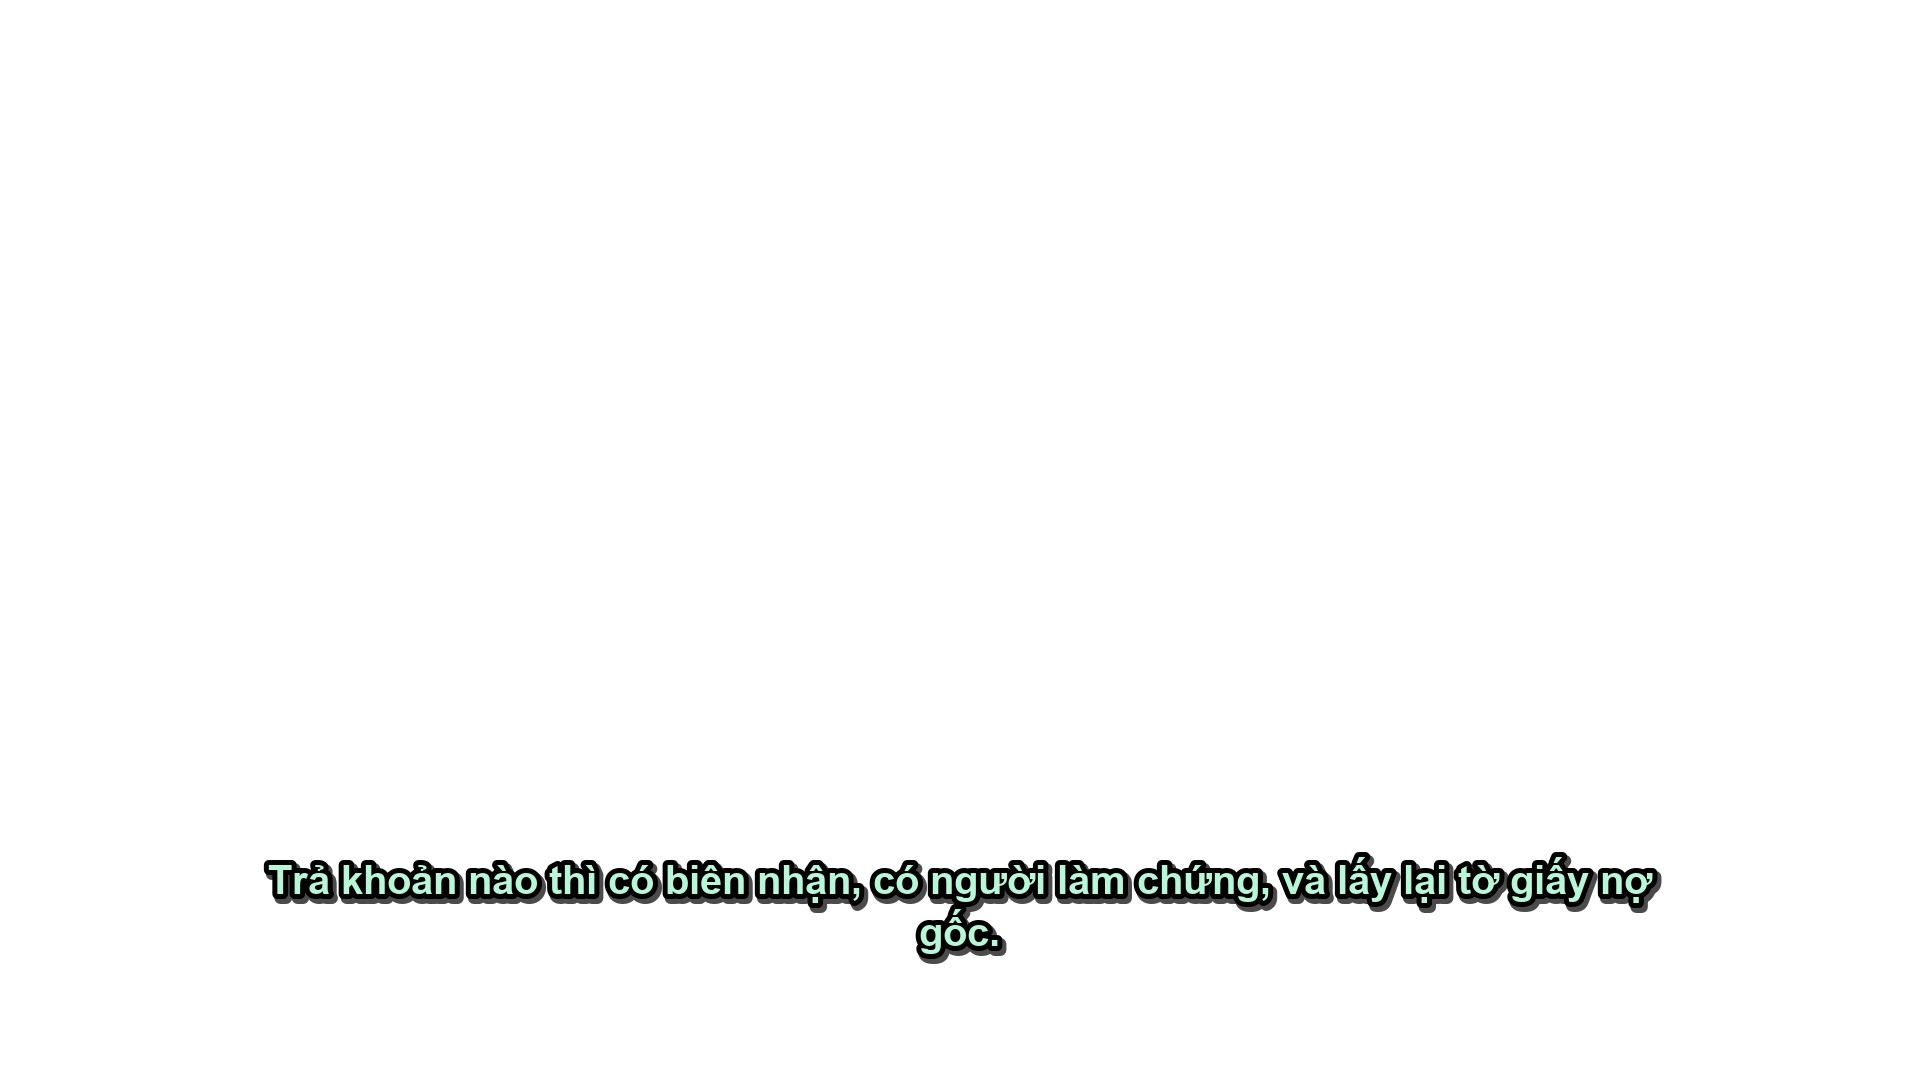 Trả khoản nào thì có biên nhận, có người làm chứng, và lấy lại tờ giấy nợ
gốc.